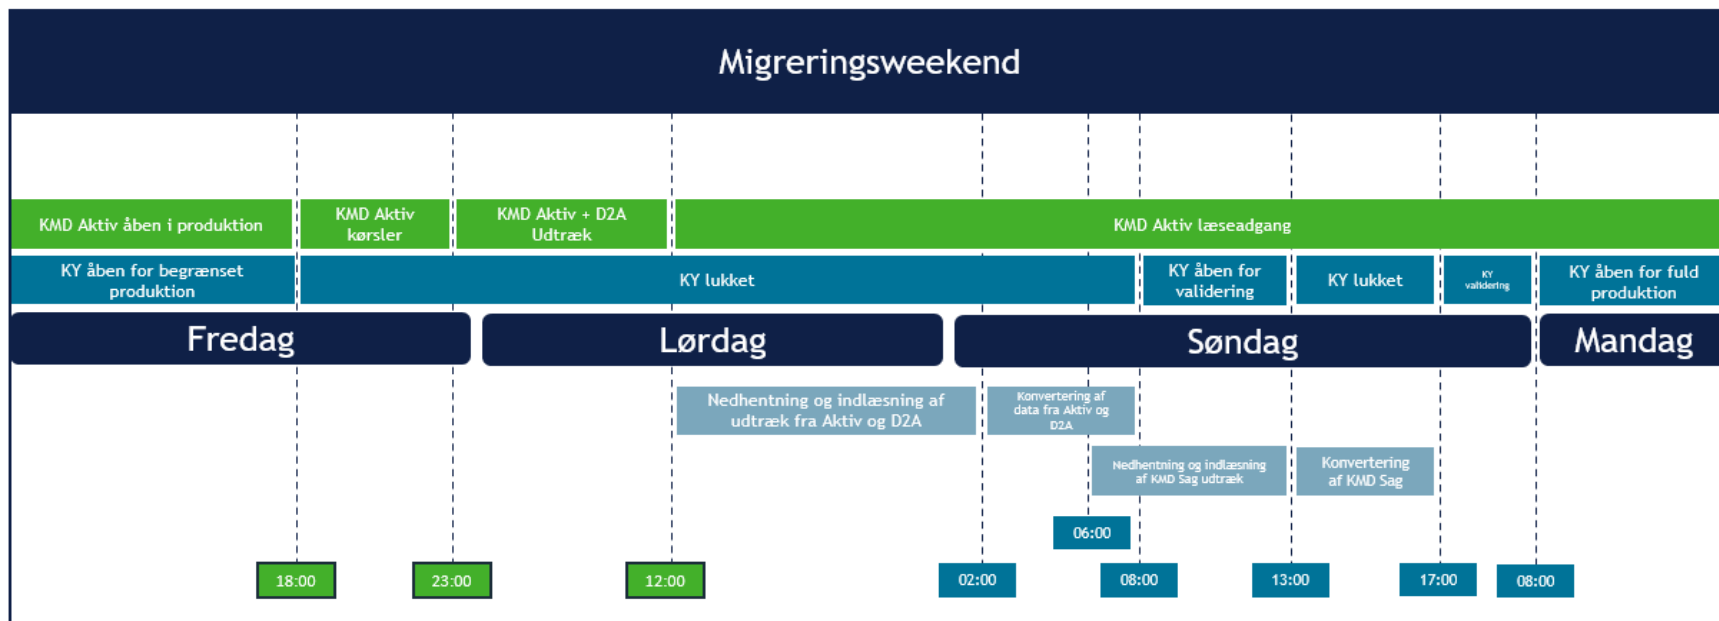 Migreringsweekend
KMD Aktiv åben i produktion
KMD Aktiv
kørsler
KMD Aktiv + D2A
Udtræk
KMD Aktiv læseadgang
KY åben for begrænset
produktion
KY lukket
KY åben for
validering
KY lukket
KY
validering
KY åben for fuld
produktion
Fredag
Lørdag
Søndag
Mandag
Nedhentning og indlæsning af
udtræk fra Aktiv og D2A
Konvertering af
data fra Aktiv og
D2A
Nedhentning og indlæsning
af KMD Sag udtræk
Konvertering
af KMD Sag
06:00
18:00
23:00
12:00
02:00
08:00
13:00
17:00
08:00